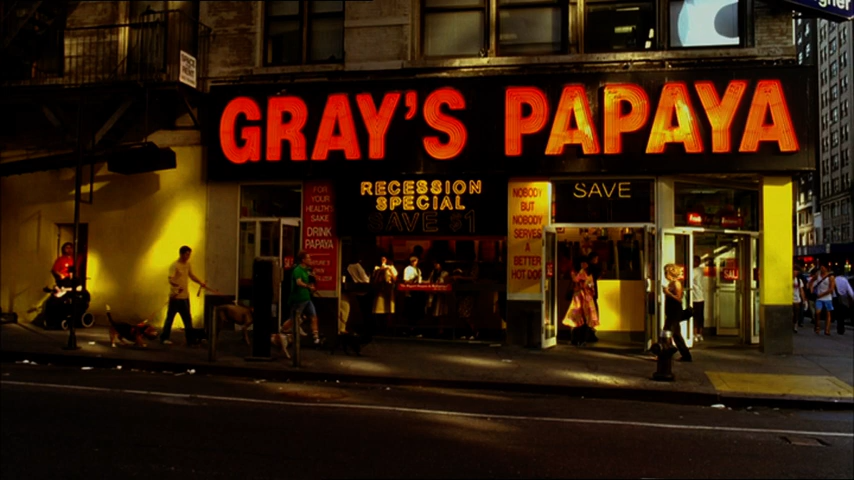 GRAY'S PAPAYA
RECESSION
SPECIAL
SAVE $1
SAVE
FOR
YOUR
HEALTH'S
SAKE
DRINK
PAPAYA
NOBODY
BUT
NOBODY
SERVES
A
BETTER
HOT DOG